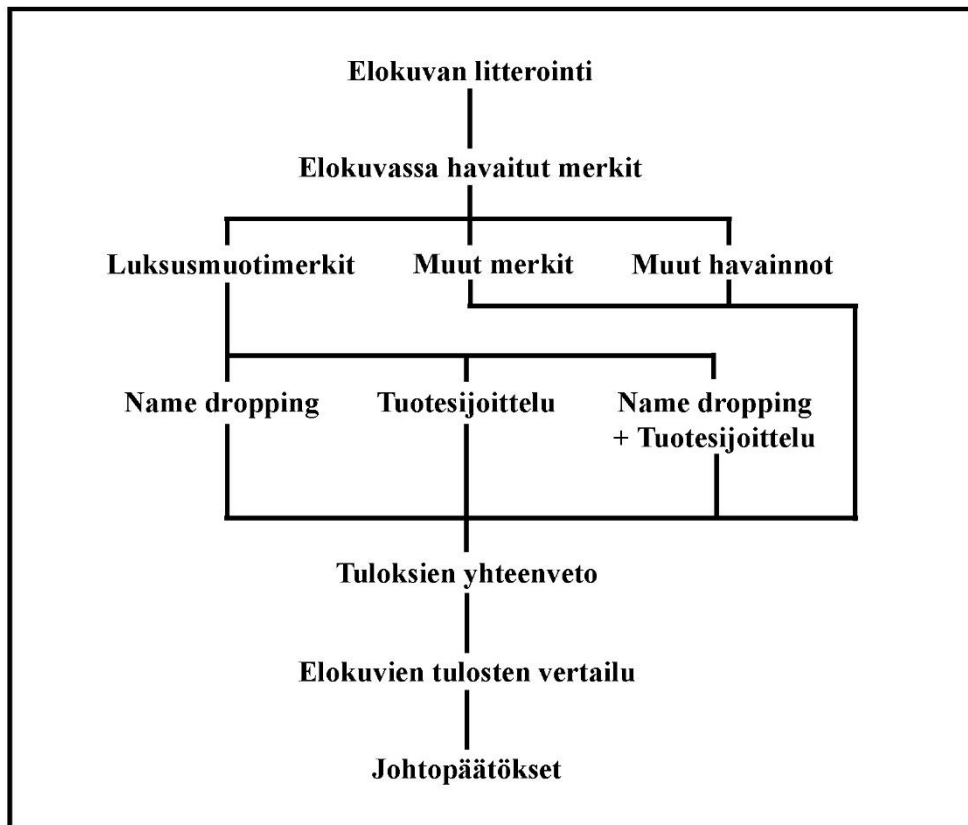 Elokuvan litterointi
Elokuvassa havaitut merkit
Luksusmuotimerkit
Muut merkit
Muut havainnot
Name dropping
Tuotesijoittelu
Name dropping
+ Tuotesijoittelu
Tuloksien yhteenveto
Elokuvien tulosten vertailu
Johtopäätökset